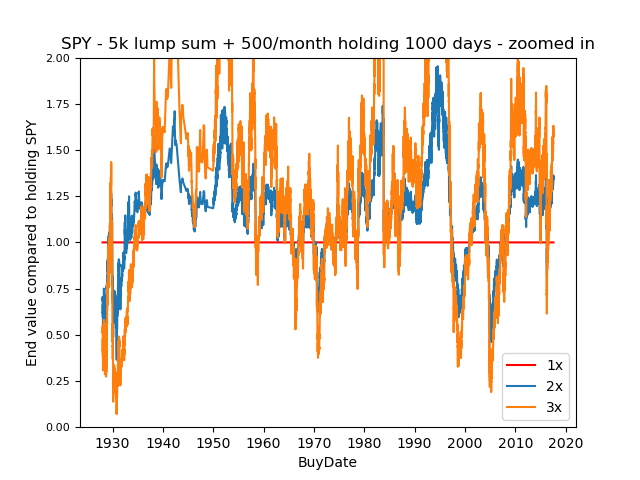 SPY - 5k lump sum + 500/month holding 1000 days - zoomed in
End value compared to holding SPY
2.00
1.75
1.50
1.25
1.00
0.75
0.50
0.25
0.00
1x
2x
3x
1930 1940 1950 1960 1970 1980 1990 2000 2010 2020
BuyDate